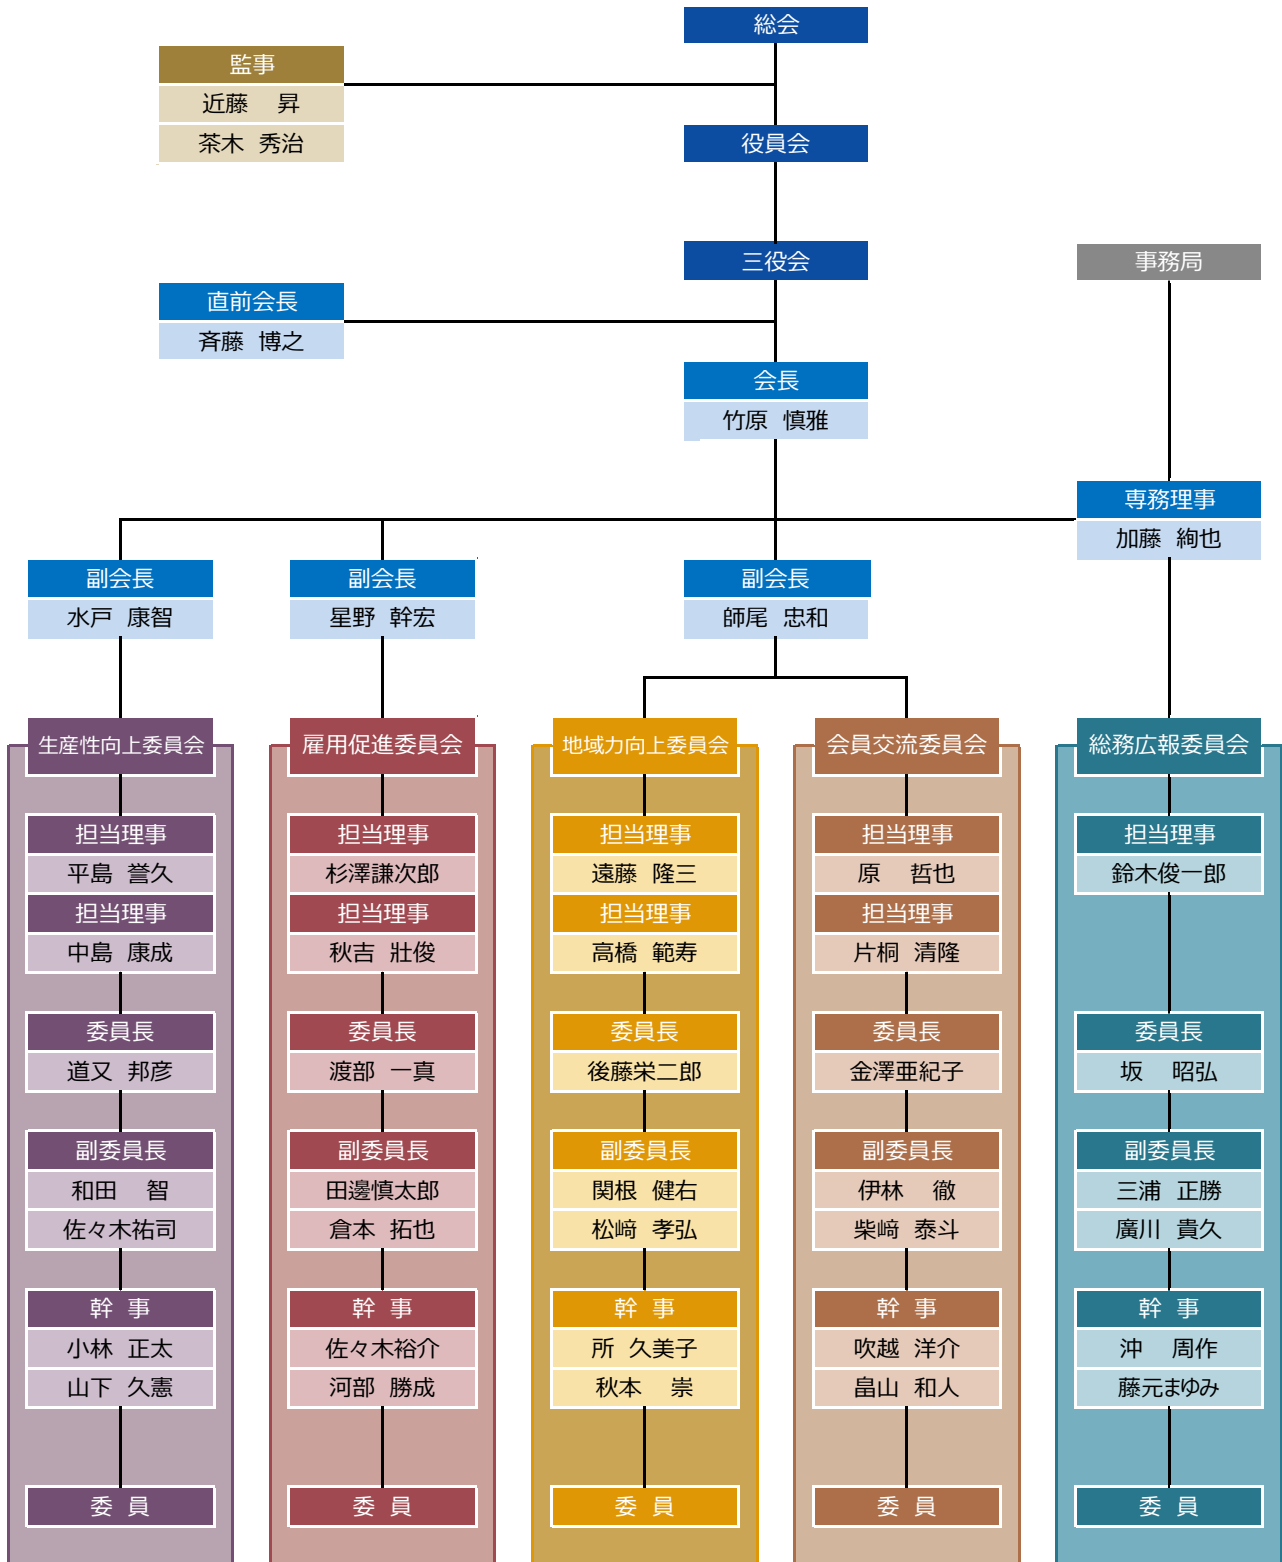 総会
監事
近藤 昇
茶木 秀治
役員会
三役会
事務局
直前会長
斉藤 博之
会長
竹原 慎雅
専務理事
加藤 絢也
副会長
水戸 康智
副会長
星野 幹宏
副会長
師尾 忠和
生産性向上委員会
担当理事
平島 誉久
担当理事
中島 康成
委員長
道又 邦彦
副委員長
和田 智
佐々木祐司
幹 事
小林 正太
山下 久憲
委 員
雇用促進委員会
担当理事
杉澤謙次郎
担当理事
秋吉 壯俊
委員長
渡部 一真
副委員長
田邊慎太郎
倉本 拓也
幹 事
佐々木裕介
河部 勝成
委 員
地域力向上委員会
担当理事
遠藤 隆三
担当理事
高橋 範寿
委員長
後藤栄二郎
副委員長
関根 健右
松﨑 孝弘
幹 事
所 久美子
秋本 崇
委 員
会員交流委員会
担当理事
原 哲也
担当理事
片桐 清隆
委員長
金澤亜紀子
副委員長
伊林 徹
柴﨑 泰斗
幹 事
吹越 洋介
畠山 和人
委 員
総務広報委員会
担当理事
鈴木俊一郎
委員長
坂 昭弘
副委員長
三浦 正勝
廣川 貴久
幹 事
沖 周作
藤元まゆみ
委 員